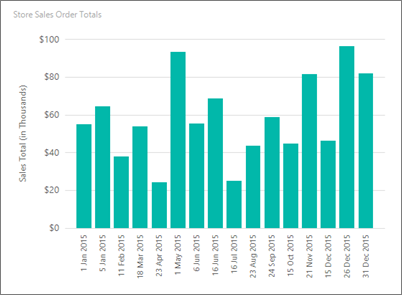 Store Sales Order Totals
Sales Total (in Thousands)
$100
$80
$60
$40
$20
$0
1 Jan 2015
5 Jan 2015
11 Feb 2015
18 Mar 2015
23 Apr 2015
1 May 2015
6 Jun 2015
16 Jun 2015
16 Jul 2015
23 Aug 2015
24 Sep 2015
15 Oct 2015
21 Nov 2015
15 Dec 2015
26 Dec 2015
31 Dec 2015